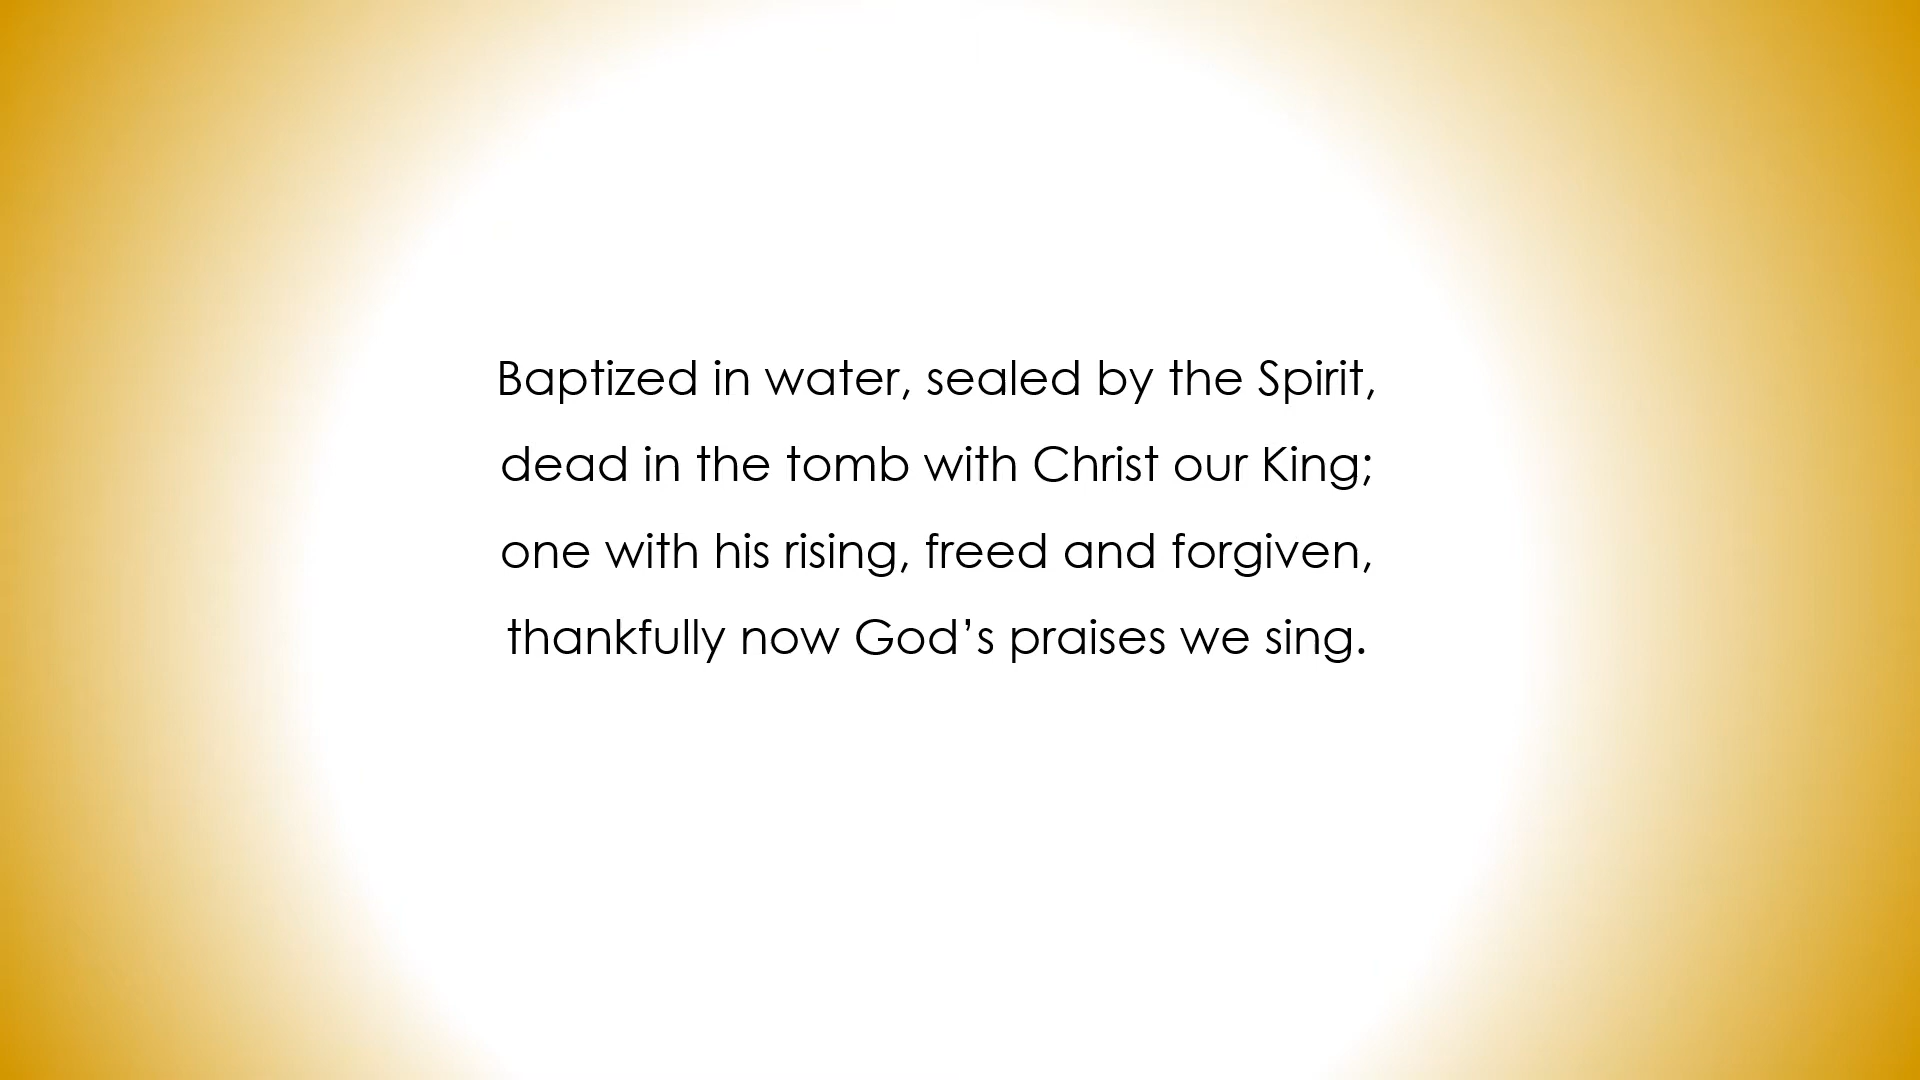 Baptized in water, sealed by the Spirit,
dead in the tomb with Christ our King;
one with his rising, freed and forgiven,
thankfully now God’s praises we sing.